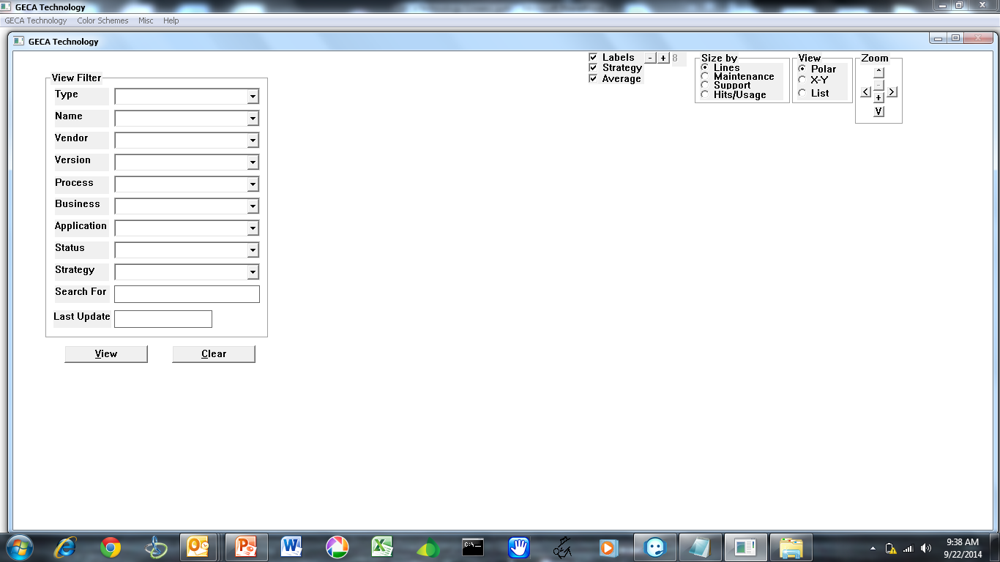 GECA Technology
GECA Technology Color Schemes Misc Help
GECA Technology
Labels - + 8
Strategy
Average
Size by
Lines
Maintenance
Support
Hits/Usage
View
Polar
X-Y
List
Zoom
^
-
< >
+
V
View Filter
Type
Name
Vendor
Version
Process
Business
Application
Status
Strategy
Search For
Last Update
View Clear
C:\
9:38 AM
9/22/2014